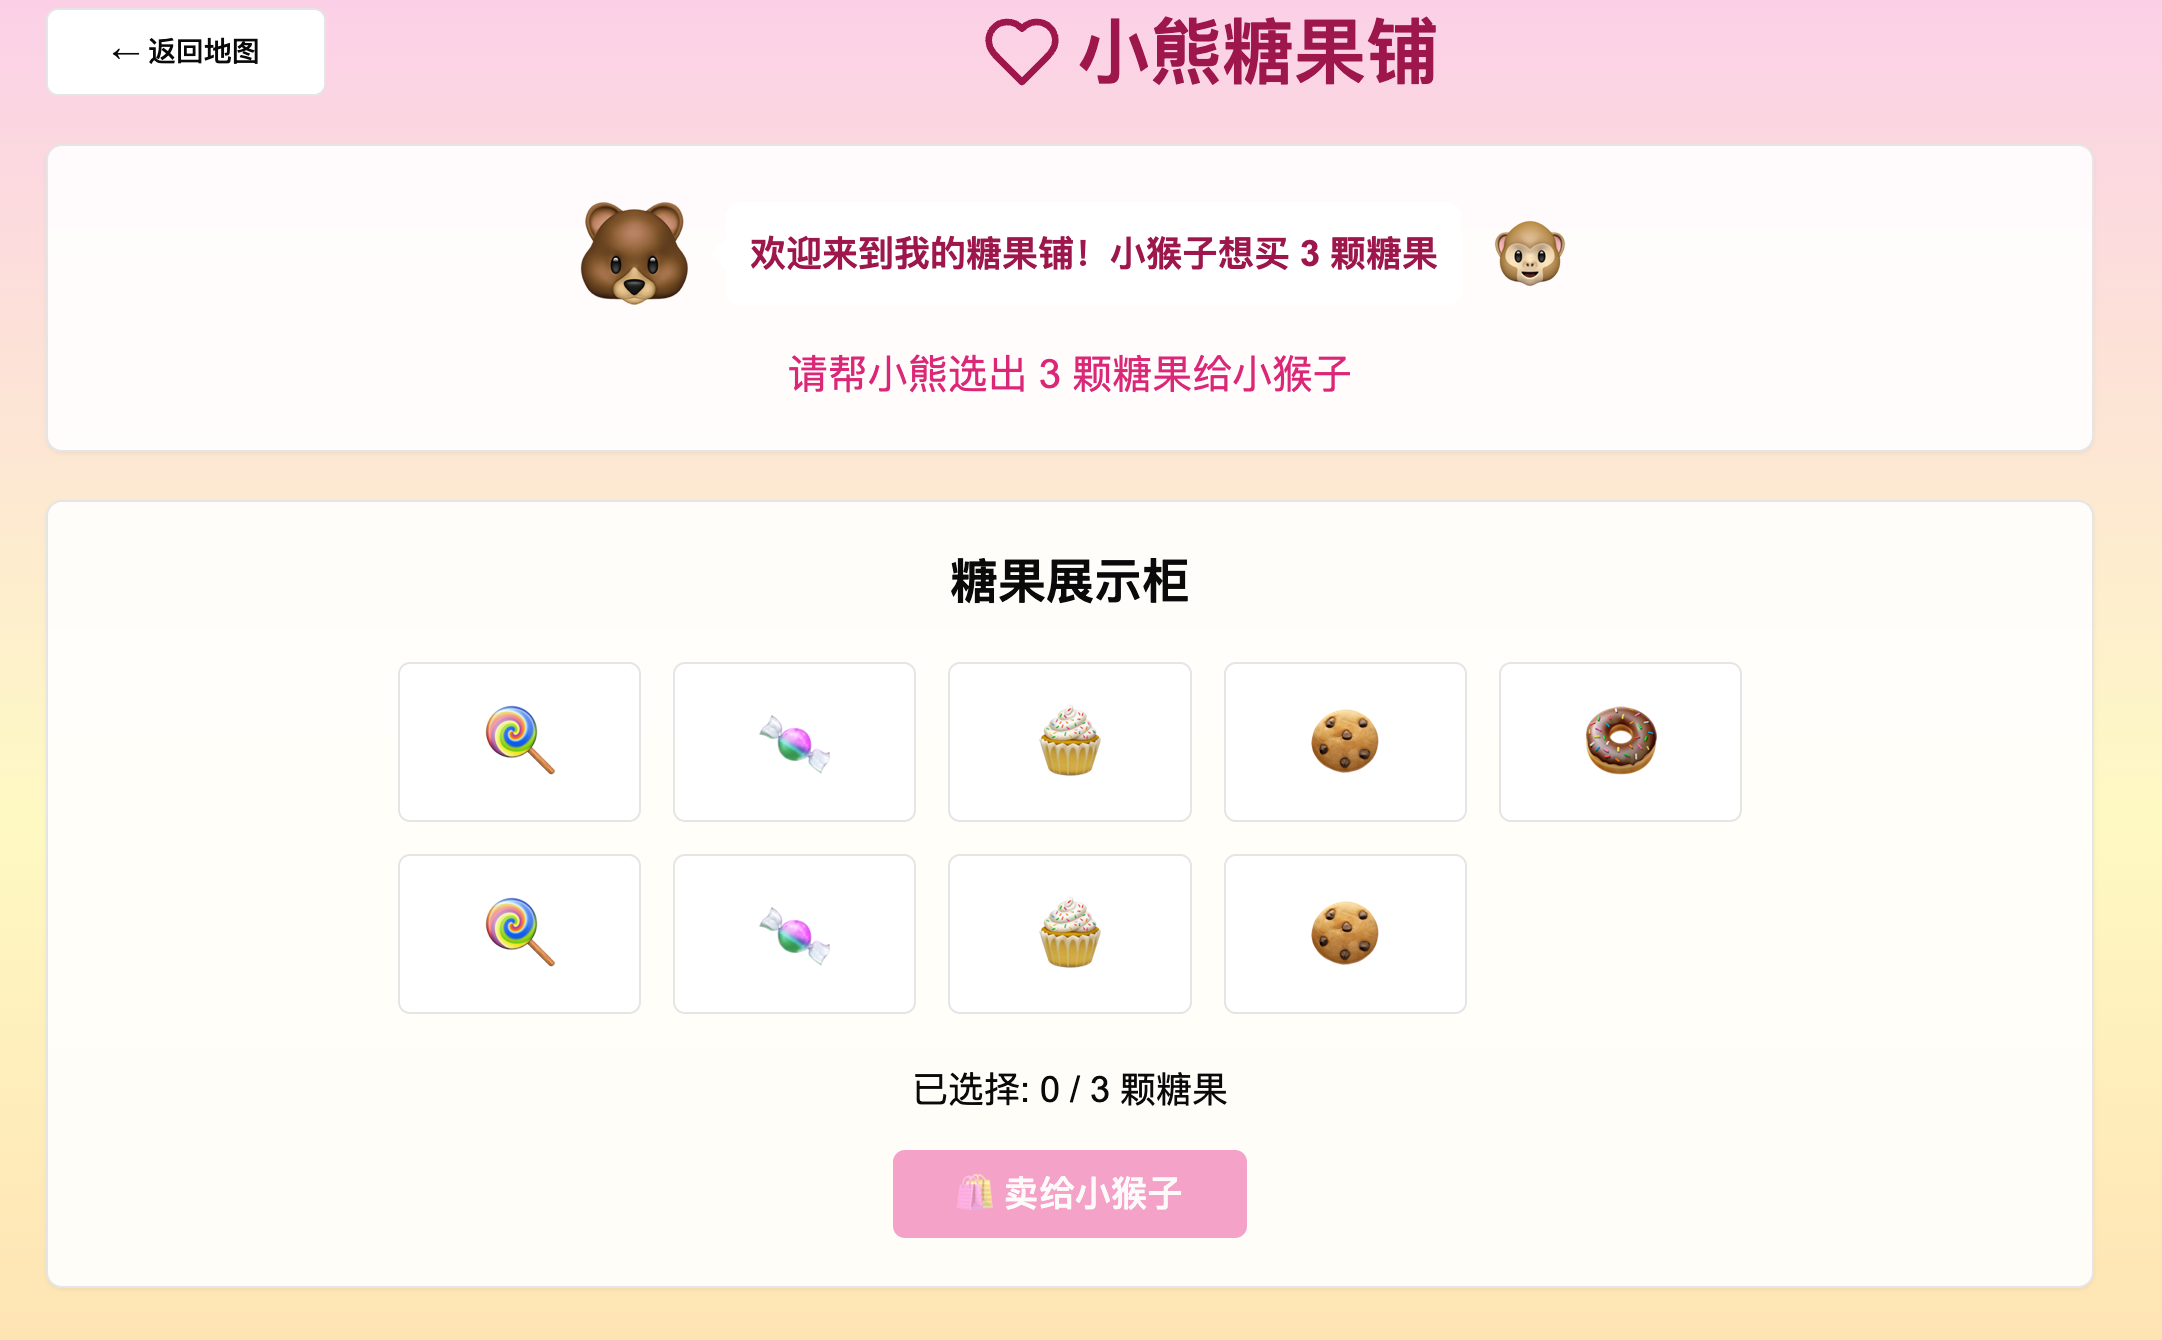 ← 返回地图
小熊糖果铺
欢迎来到我的糖果铺！小猴子想买 3 颗糖果
请帮小熊选出 3 颗糖果给小猴子
糖果展示柜
已选择: 0 / 3 颗糖果
卖给小猴子